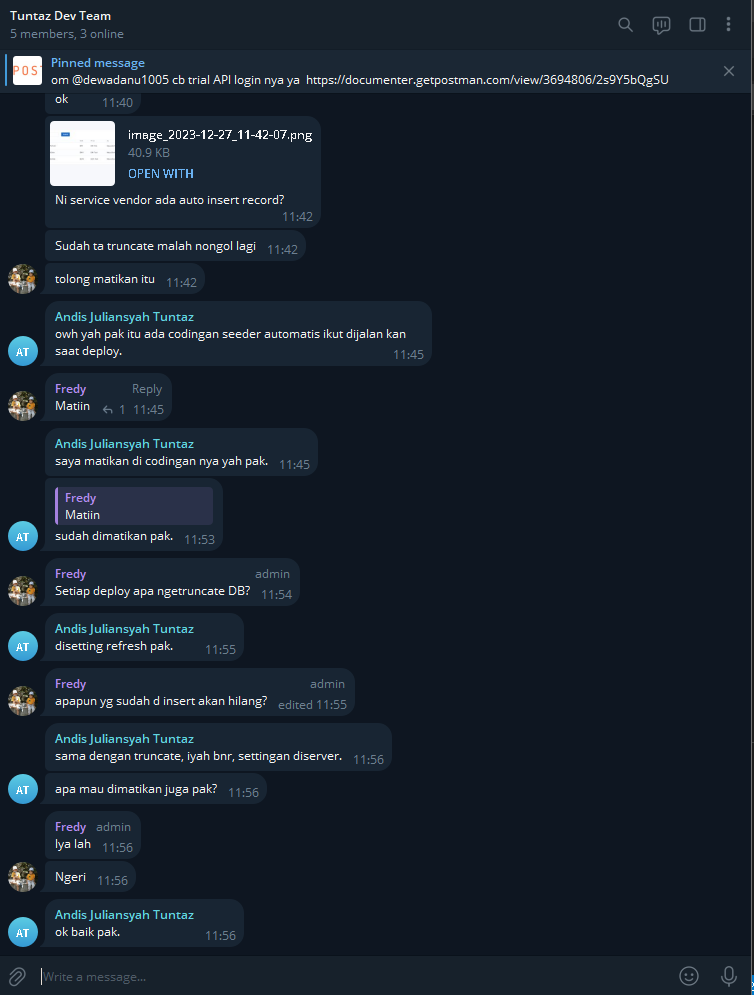 Tuntaz Dev Team
5 members, 3 online
POST
Pinned message
om @dewadanu1005 cb trial API login nya ya https://documenter.getpostman.com/view/3694806/2s9Y5bQgSU
ok 11:40
image_2023-12-27_11-42-07.png
40.9 KB
OPEN WITH
Ni service vendor ada auto insert record?
11:42
Sudah ta truncate malah nongol lagi 11:42
tolong matikan itu 11:42
Andis Juliansyah Tuntaz
owh yah pak itu ada codingan seeder automatis ikut dijalan kan
saat deploy. 11:45
AT
Fredy Reply
Matiin 1 11:45
Andis Juliansyah Tuntaz
saya matikan di codingan nya yah pak. 11:45
Fredy
Matiin
sudah dimatikan pak. 11:53
AT
Fredy admin
Setiap deploy apa ngetruncate DB? 11:54
Andis Juliansyah Tuntaz
disetting refresh pak. 11:55
AT
Fredy admin
apapun yg sudah d insert akan hilang? edited 11:55
Andis Juliansyah Tuntaz
sama dengan truncate, iyah bnr, settingan diserver. 11:56
apa mau dimatikan juga pak? 11:56
AT
Fredy admin
Iya lah 11:56
Ngeri 11:56
Andis Juliansyah Tuntaz
ok baik pak. 11:56
AT
Write a message...